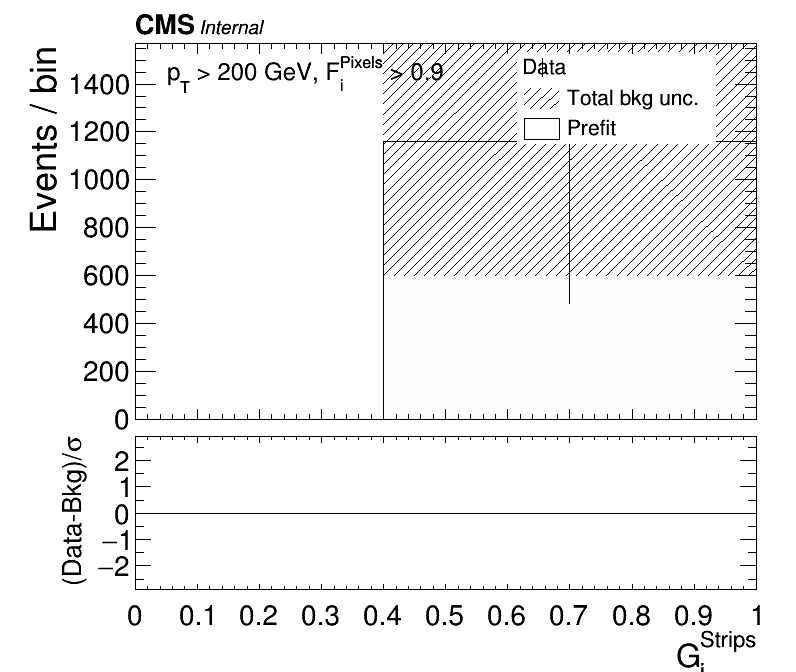 CMS Internal
p_T > 200 GeV, F_i^Pixels > 0.9
Data
Total bkg unc.
Prefit
Events / bin
1400
1200
1000
800
600
400
200
0
(Data-Bkg)/σ
2
1
0
−1
−2
0 0.1 0.2 0.3 0.4 0.5 0.6 0.7 0.8 0.9 1
G_i^Strips